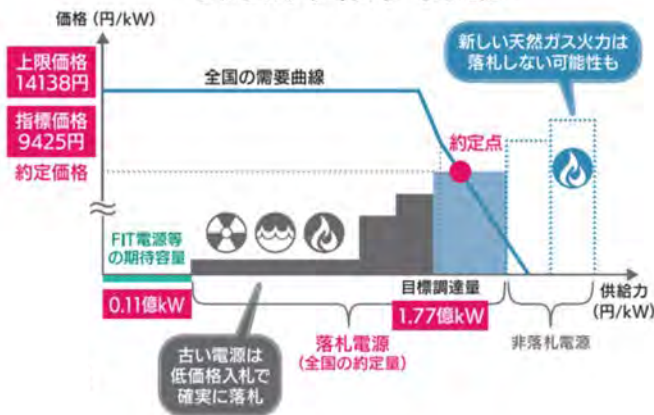 価格(円/kW)
上限価格
14138円
指標価格
9425円
約定価格
全国の需要曲線
新しい天然ガス火力は
落札しない可能性も
約定点
FIT電源等
の期待容量
0.11億kW
目標調達量
1.77億kW
供給力
(円/kW)
落札電源
(全国の約定量)
非落札電源
古い電源は
低価格入札で
確実に落札